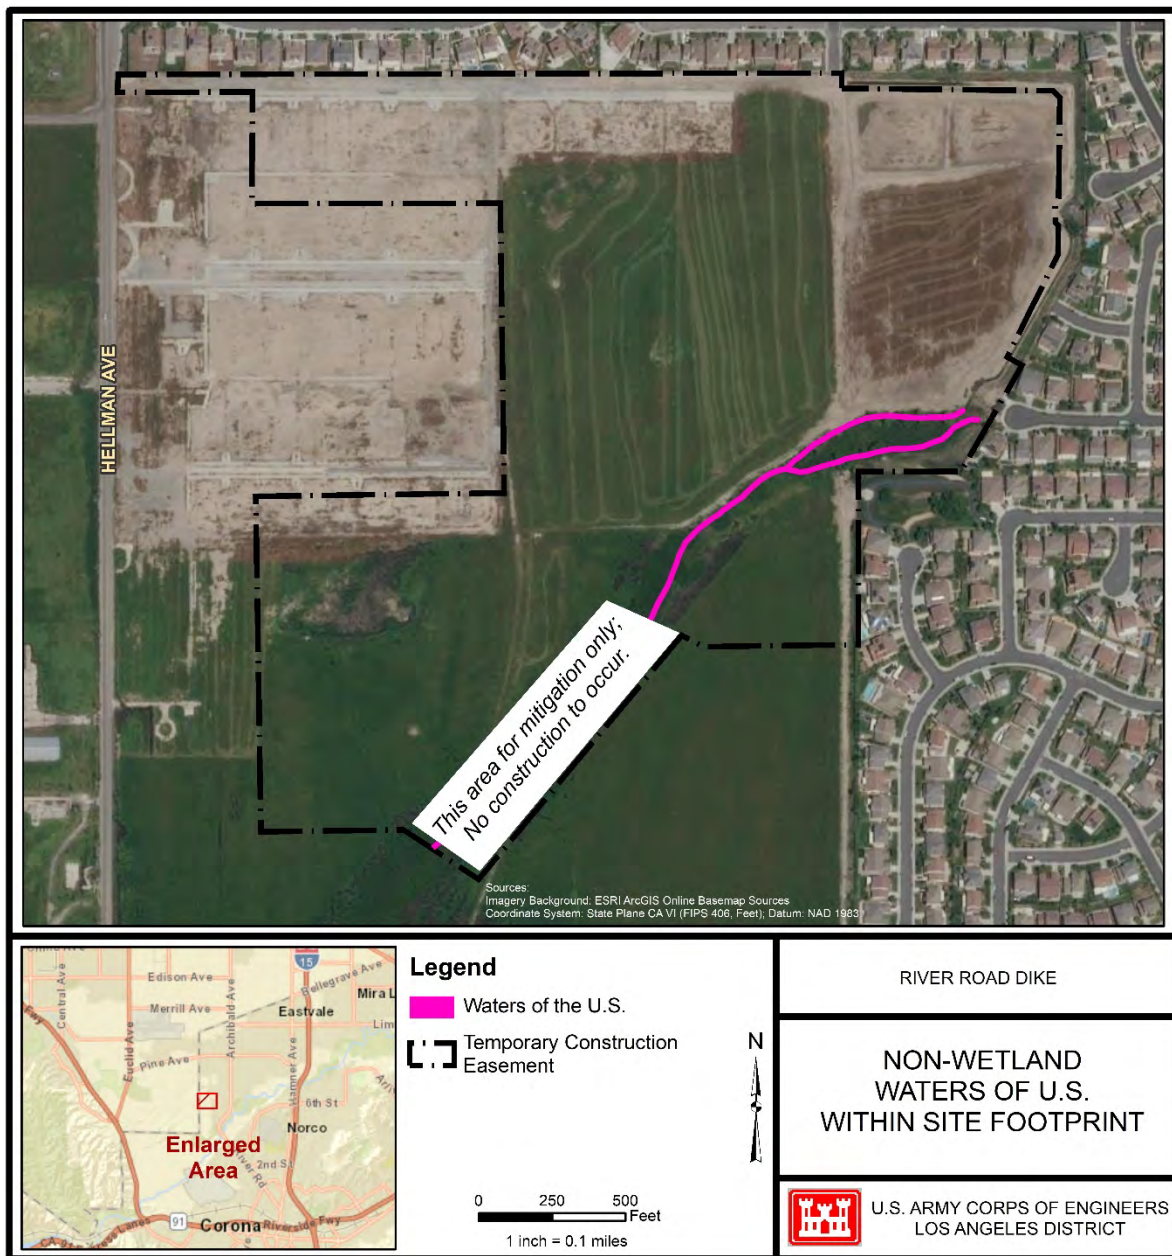 HELLMAN AVE
This area for mitigation only;
No construction to occur.
Sources:
Imagery Background: ESRI ArcGIS Online Basemap Sources
Coordinate System: State Plane CA VI (FIPS 406, Feet); Datum: NAD 1983
Central Ave
Edison Ave
15
Bellegrave Ave
Mira L
Merrill Ave
Archibald Ave
Eastvale
Lim
Euclid Ave
Pine Ave
Hamner Ave
6th St
Norco
Enlarged
Area
2nd St
River Rd
91
Corona
Riverside Fwy
Legend
Waters of the U.S.
Temporary Construction
Easement
N
0 250 500
Feet
1 inch = 0.1 miles
RIVER ROAD DIKE
NON-WETLAND
WATERS OF U.S.
WITHIN SITE FOOTPRINT
U.S. ARMY CORPS OF ENGINEERS
LOS ANGELES DISTRICT